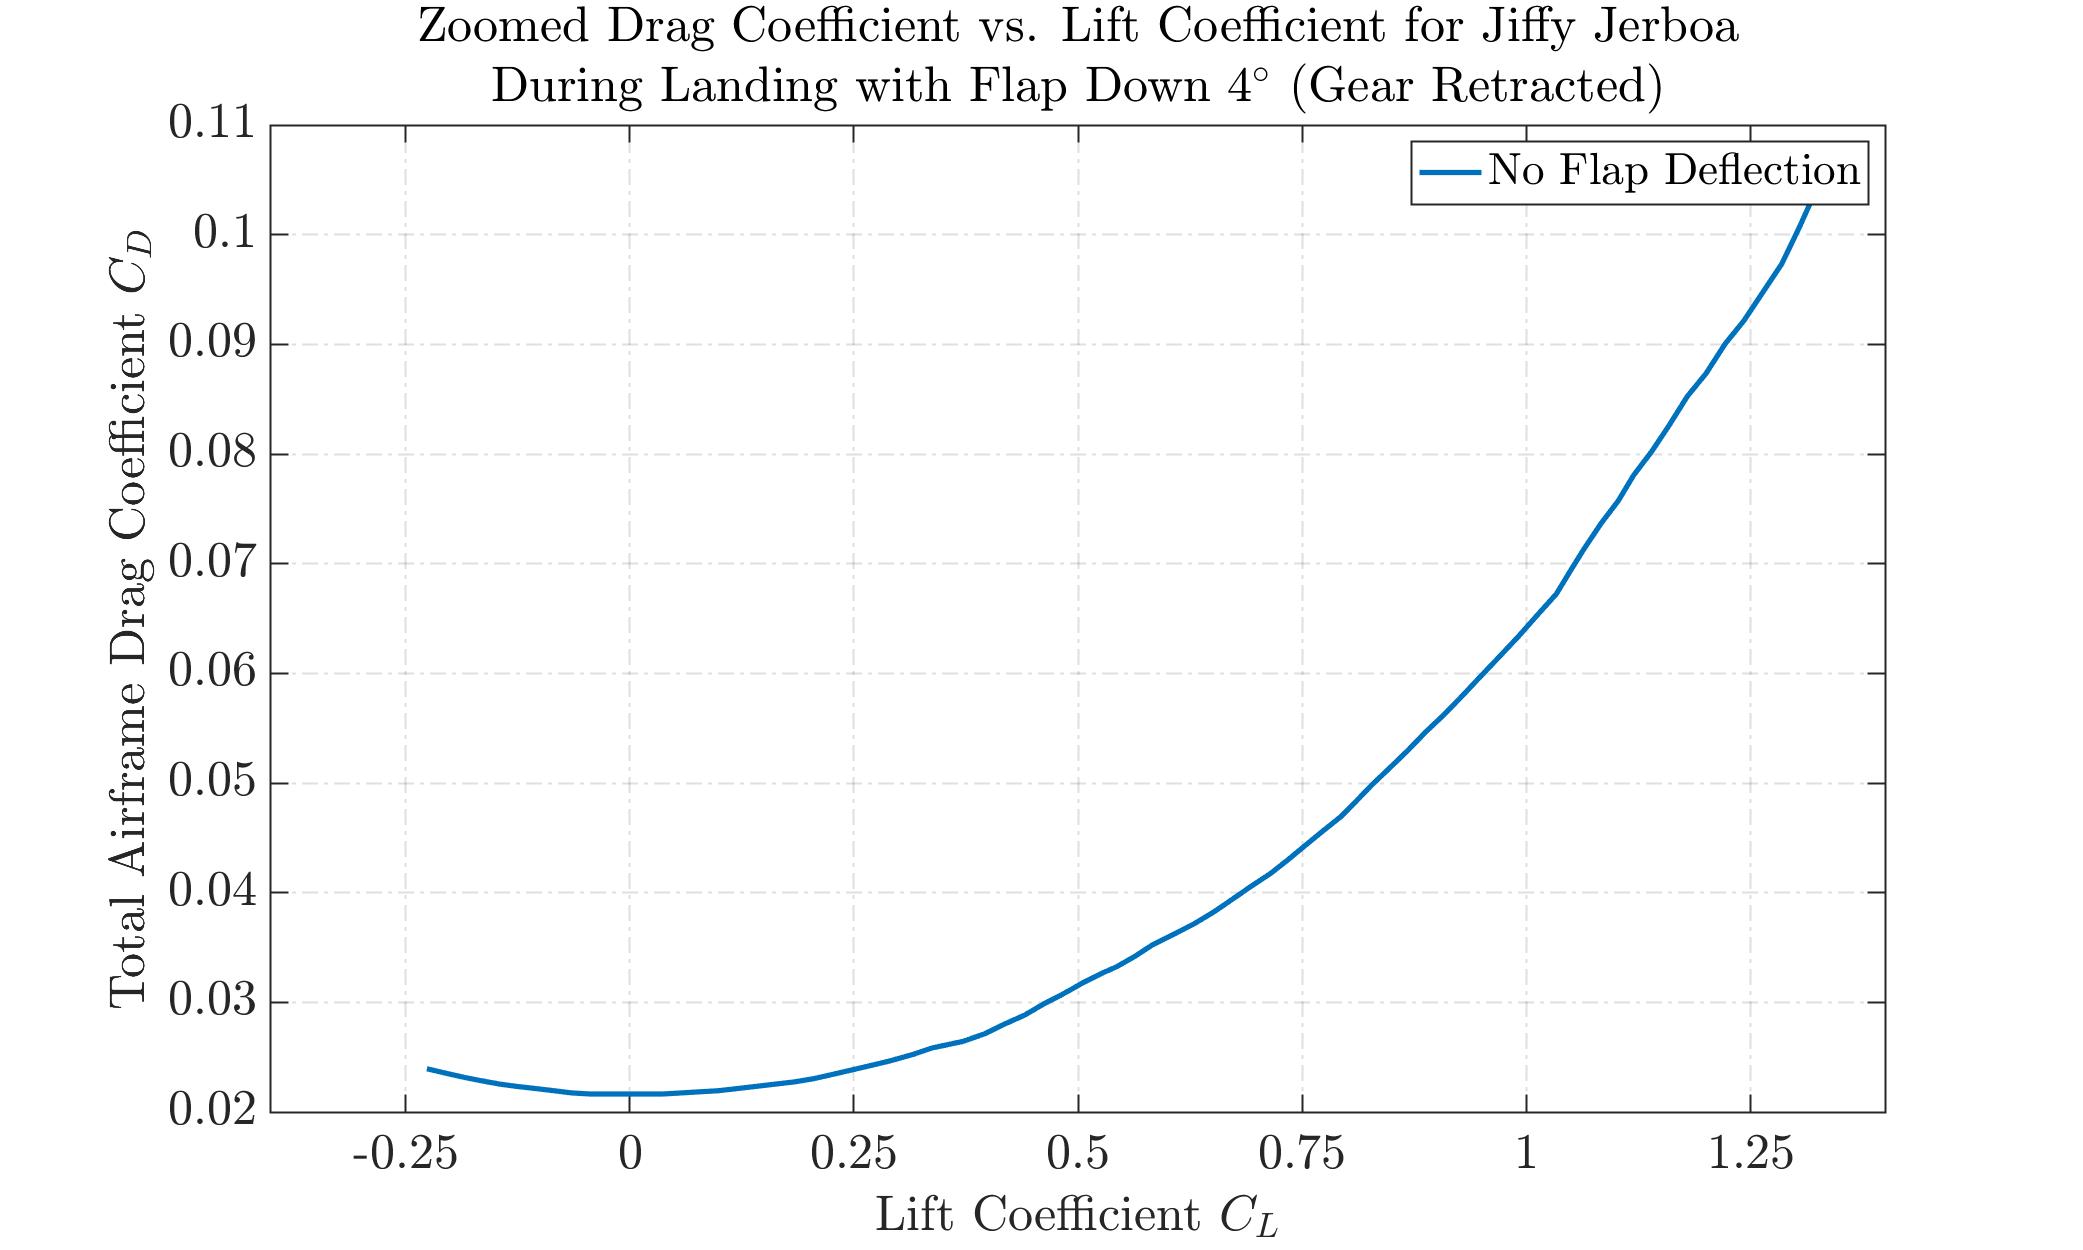 Zoomed Drag Coefficient vs. Lift Coefficient for Jiffy Jerboa
During Landing with Flap Down 4° (Gear Retracted)
No Flap Deflection
Total Airframe Drag Coefficient C_D
0.11
0.1
0.09
0.08
0.07
0.06
0.05
0.04
0.03
0.02
-0.25 0 0.25 0.5 0.75 1 1.25
Lift Coefficient C_L